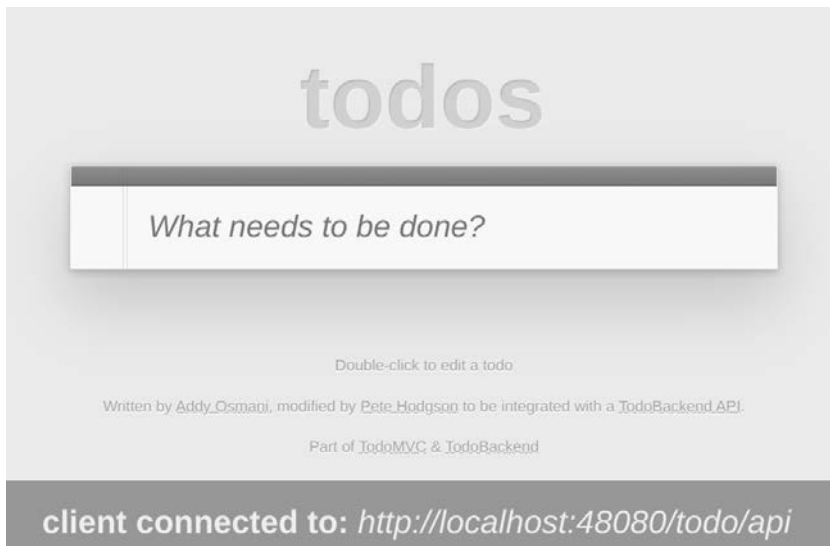 todos
What needs to be done?
Double-click to edit a todo
Written by Addy Osmani, modified by Pete Hodgson to be integrated with a TodoBackend API.
Part of TodoMVC & TodoBackend
client connected to: http://localhost:48080/todo/api